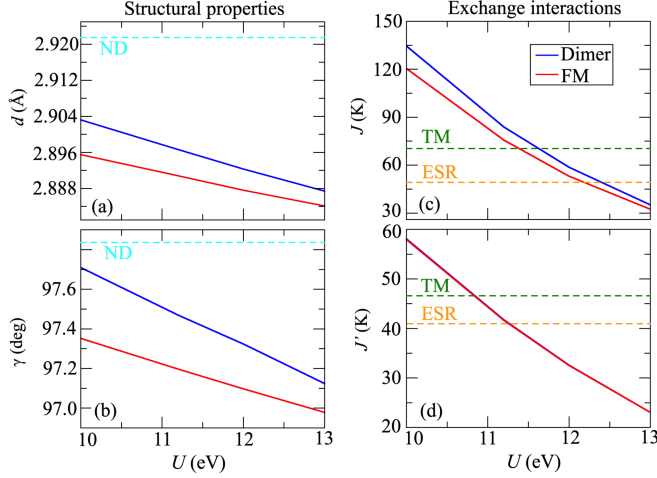 Structural properties
Exchange interactions
2.920
2.912
2.904
2.896
2.888
d (Å)
ND
(a)
150
120
90
60
30
J (K)
Dimer
FM
TM
ESR
(c)
97.6
97.4
97.2
97.0
γ (deg)
ND
(b)
10
11
12
13
U (eV)
60
50
40
30
20
J' (K)
TM
ESR
(d)
10
11
12
13
U (eV)